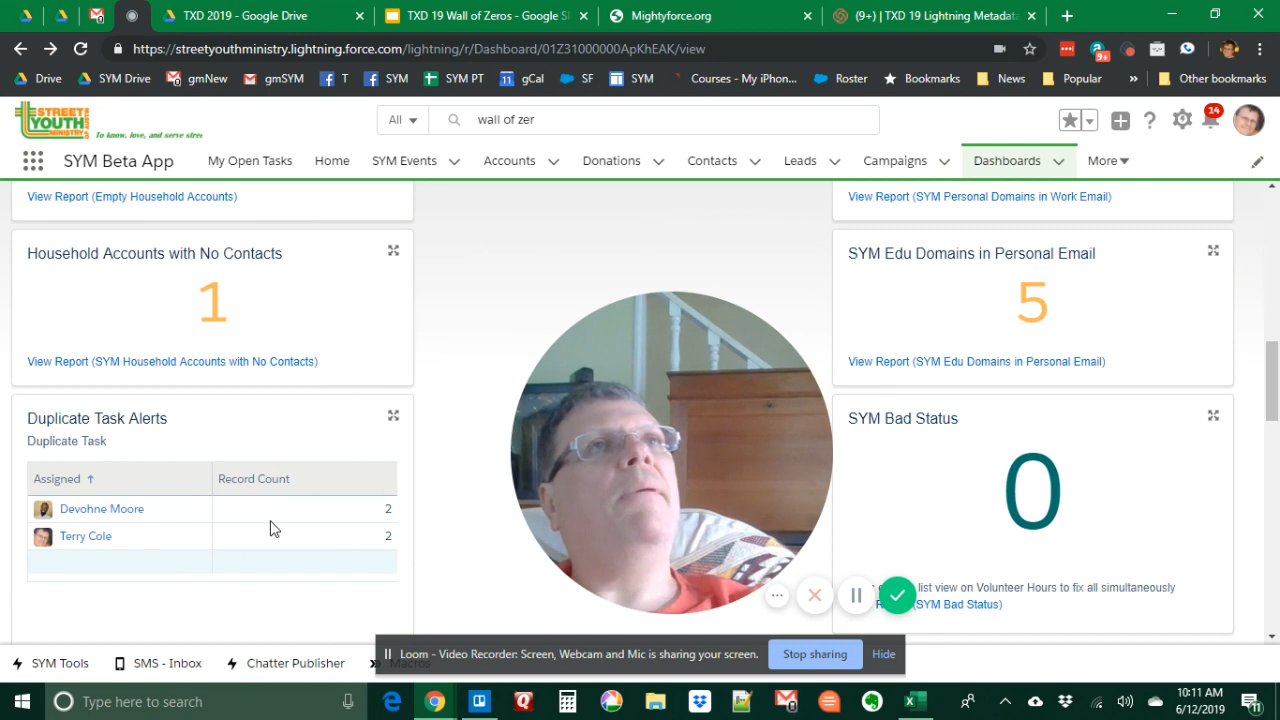 TXD 2019 - Google Drive
TXD 19 Wall of Zeros - Google Sl
Mightyforce.org
(9+) | TXD 19 Lightning Metadata
https://streetyouthministry.lightning.force.com/lightning/r/Dashboard/01Z31000000ApKhEAK/view
9+
Drive
SYM Drive
gmNew
gmSYM
T
SYM
SYM PT
11
gCal
SF
SYM
Courses - My iPhon...
Roster
Bookmarks
News
Popular
»
Other bookmarks
STREET
YOUTH
MINISTRY
To know, love, and serve stree
All
wall of zer
14
SYM Beta App
My Open Tasks
Home
SYM Events
Accounts
Donations
Contacts
Leads
Campaigns
Dashboards
More
View Report (Empty Household Accounts)
View Report (SYM Personal Domains in Work Email)
Household Accounts with No Contacts
1
View Report (SYM Household Accounts with No Contacts)
SYM Edu Domains in Personal Email
5
View Report (SYM Edu Domains in Personal Email)
Duplicate Task Alerts
Duplicate Task
Assigned ↑
Record Count
Devohne Moore
2
Terry Cole
2
SYM Bad Status
0
list view on Volunteer Hours to fix all simultaneously
(SYM Bad Status)
Loom - Video Recorder: Screen, Webcam and Mic is sharing your screen.
Stop sharing
Hide
SYM Tools
SMS - Inbox
Chatter Publisher
Macros
Type here to search
10:11 AM
6/12/2019
11